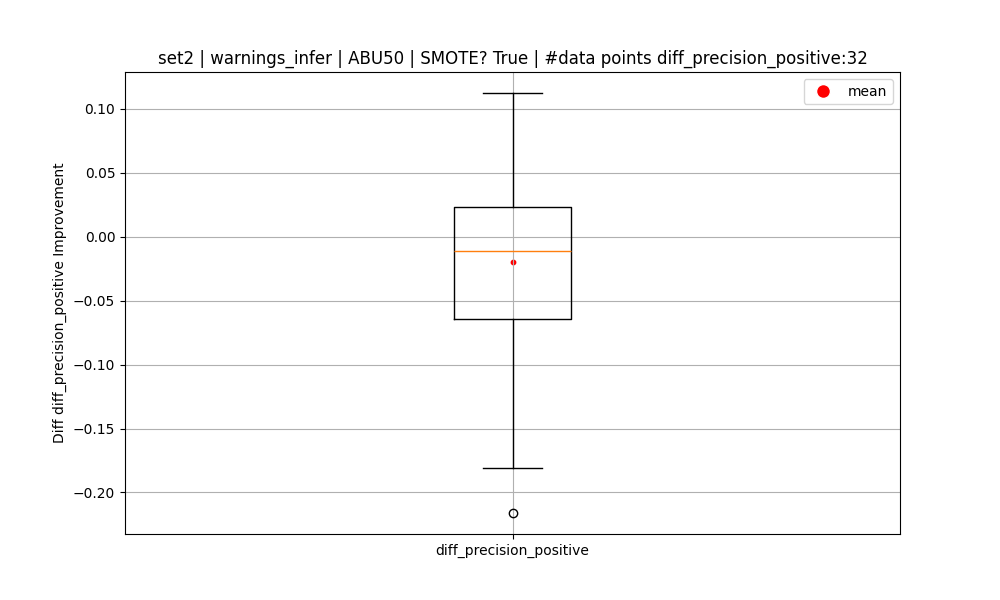 set2 | warnings_infer | ABU50 | SMOTE? True | #data points diff_precision_positive:32
mean
Diff diff_precision_positive Improvement
0.10
0.05
0.00
−0.05
−0.10
−0.15
−0.20
diff_precision_positive